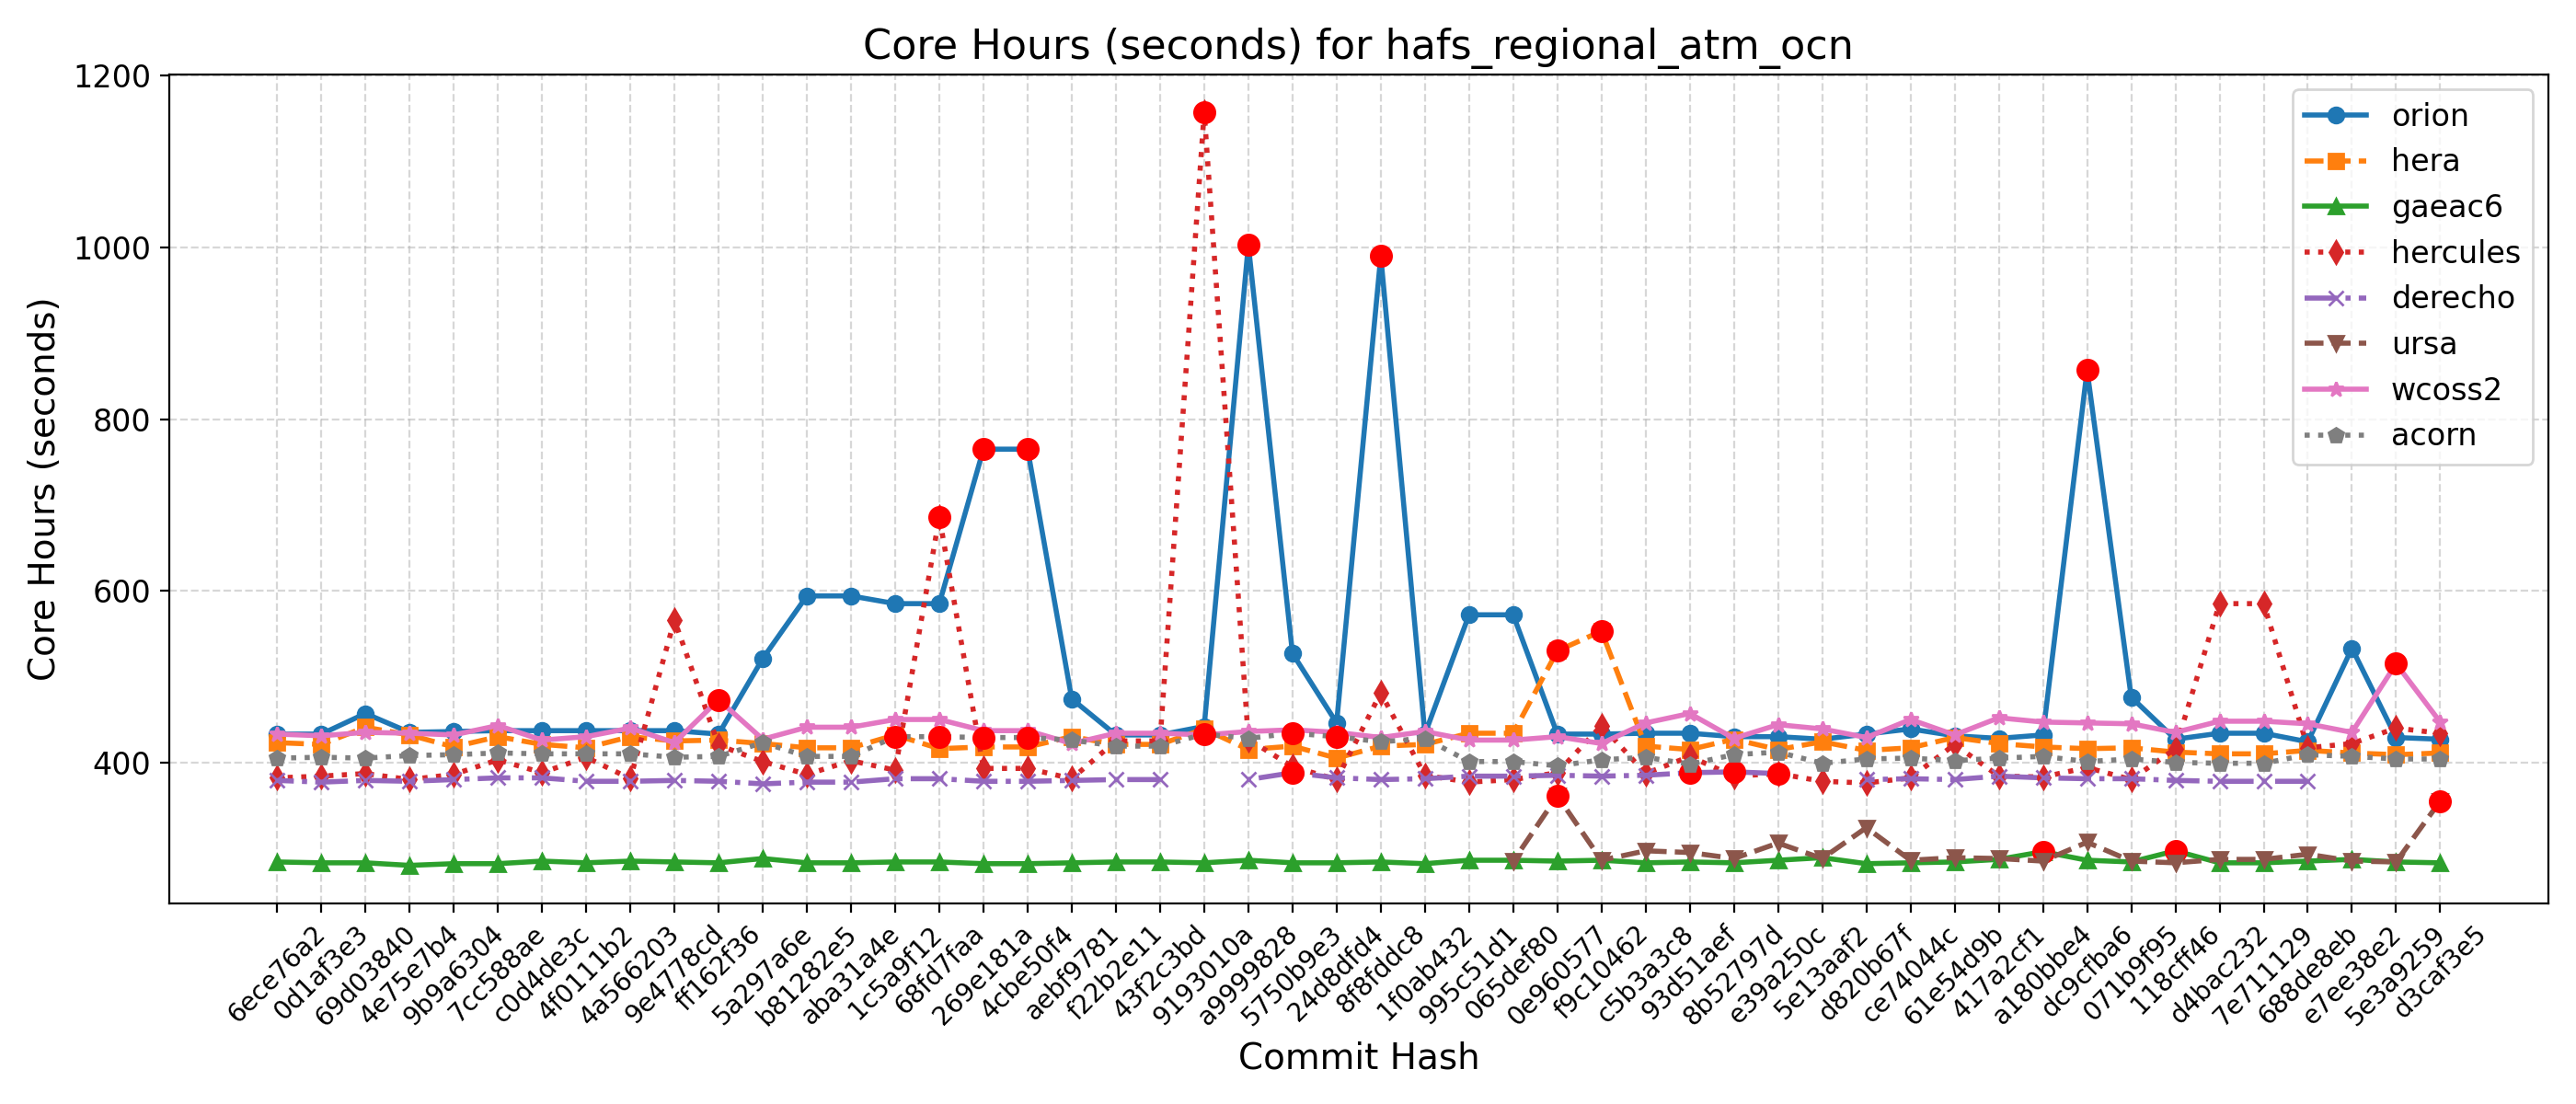 Core Hours (seconds) for hafs_regional_atm_ocn
Core Hours (seconds)
1200
1000
800
600
400
orion
hera
gaeac6
hercules
derecho
ursa
wcoss2
acorn
6ece76a2
0d1af3e3
69d03840
4e75e7b4
9b9a6304
7cc588ae
c0d4de3c
4f0111b2
4a566203
9e4778cd
ff162f36
5a297a6e
b81282e5
aba31a4e
1c5a9f12
68fd7faa
269e181a
4cbe50f4
aebf9781
f22b2e11
43f2c3bd
9193010a
a9999828
5750b9e3
24d8dfd4
8f8fddc8
1f0ab432
995c51d1
065def80
0e960577
f9c10462
c5b3a3c8
93d51aef
8b52797d
e39a250c
5e13aaf2
d820b67f
ce74044c
61e54d9b
417a2cf1
a180bbe4
dc9cfba6
071b9f95
118cff46
d4bac232
7e711129
688de8eb
e7ee38e2
5e3a9259
d3caf3e5
Commit Hash